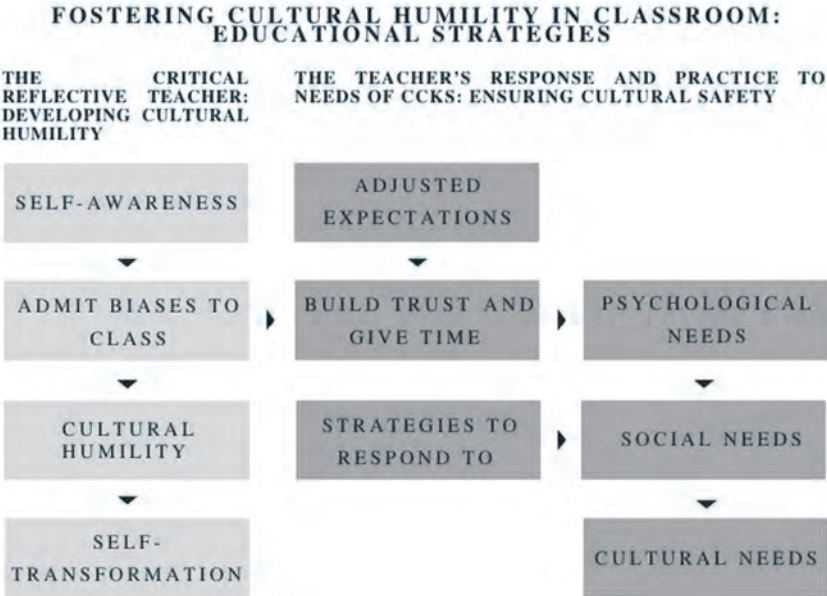 FOSTERING CULTURAL HUMILITY IN CLASSROOM:
EDUCATIONAL STRATEGIES
THE CRITICAL
REFLECTIVE TEACHER:
DEVELOPING CULTURAL
HUMILITY
THE TEACHER'S RESPONSE AND PRACTICE TO
NEEDS OF CCKS: ENSURING CULTURAL SAFETY
SELF-AWARENESS
ADMIT BIASES TO
CLASS
CULTURAL
HUMILITY
SELF-
TRANSFORMATION
ADJUSTED
EXPECTATIONS
BUILD TRUST AND
GIVE TIME
STRATEGIES TO
RESPOND TO
PSYCHOLOGICAL
NEEDS
SOCIAL NEEDS
CULTURAL NEEDS